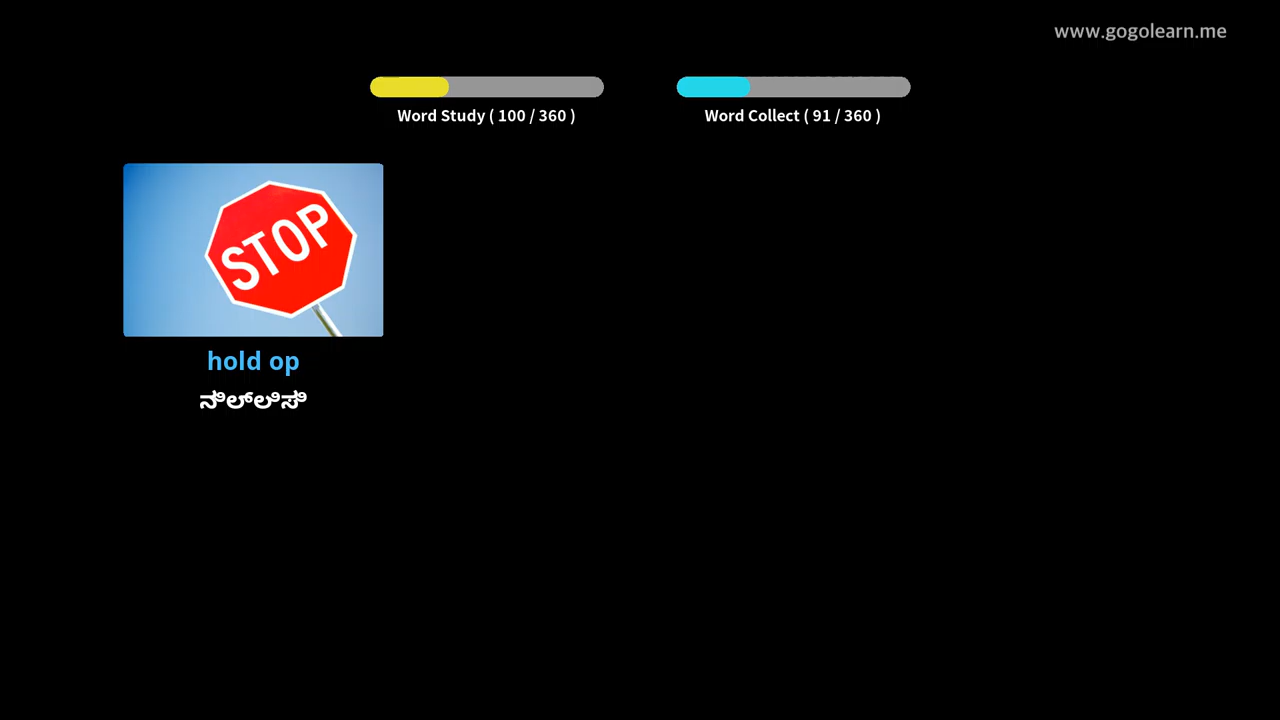 www.gogolearn.me
Word Study ( 100 / 360 )
Word Collect ( 91 / 360 )
STOP
hold op
ನಿಲ್ಲಿಸಿ